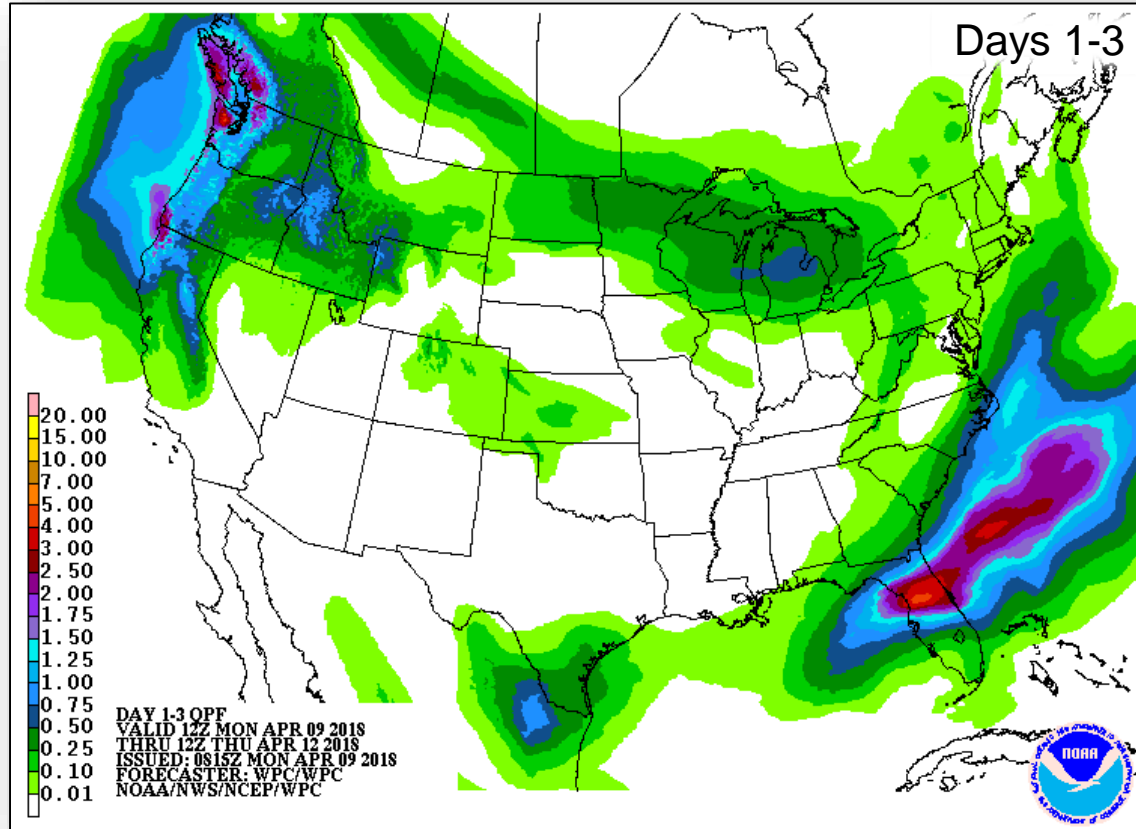 Days 1-3
20.00
15.00
10.00
7.00
5.00
4.00
3.00
2.50
2.00
1.75
1.50
1.25
1.00
0.75
0.50
0.25
0.10
0.01
DAY 1-3 QPF
VALID 12Z MON APR 09 2018
THRU 12Z THU APR 12 2018
ISSUED: 0815Z MON APR 09 2018
FORECASTER: WPC/WPC
NOAA/NWS/NCEP/WPC
NOAA